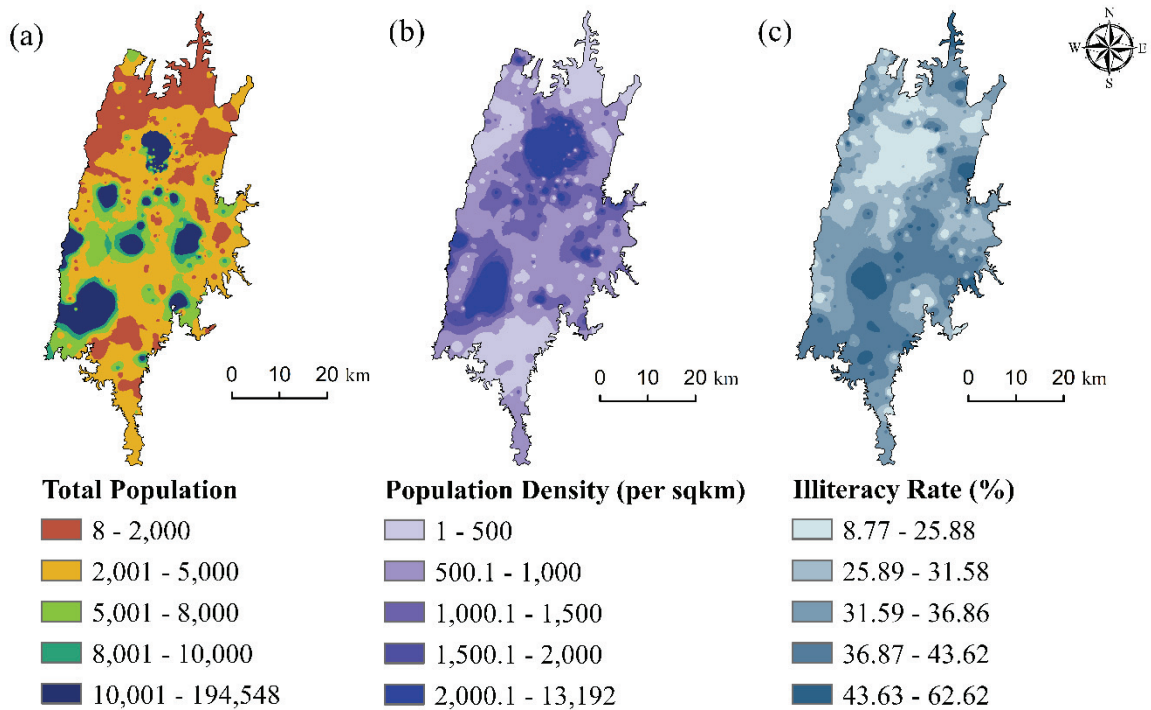 (a)
(b)
(c)
N
W E
S
0 10 20 km
0 10 20 km
0 10 20 km
Total Population
8 - 2,000
2,001 - 5,000
5,001 - 8,000
8,001 - 10,000
10,001 - 194,548
Population Density (per sqkm)
1 - 500
500.1 - 1,000
1,000.1 - 1,500
1,500.1 - 2,000
2,000.1 - 13,192
Illiteracy Rate (%)
8.77 - 25.88
25.89 - 31.58
31.59 - 36.86
36.87 - 43.62
43.63 - 62.62